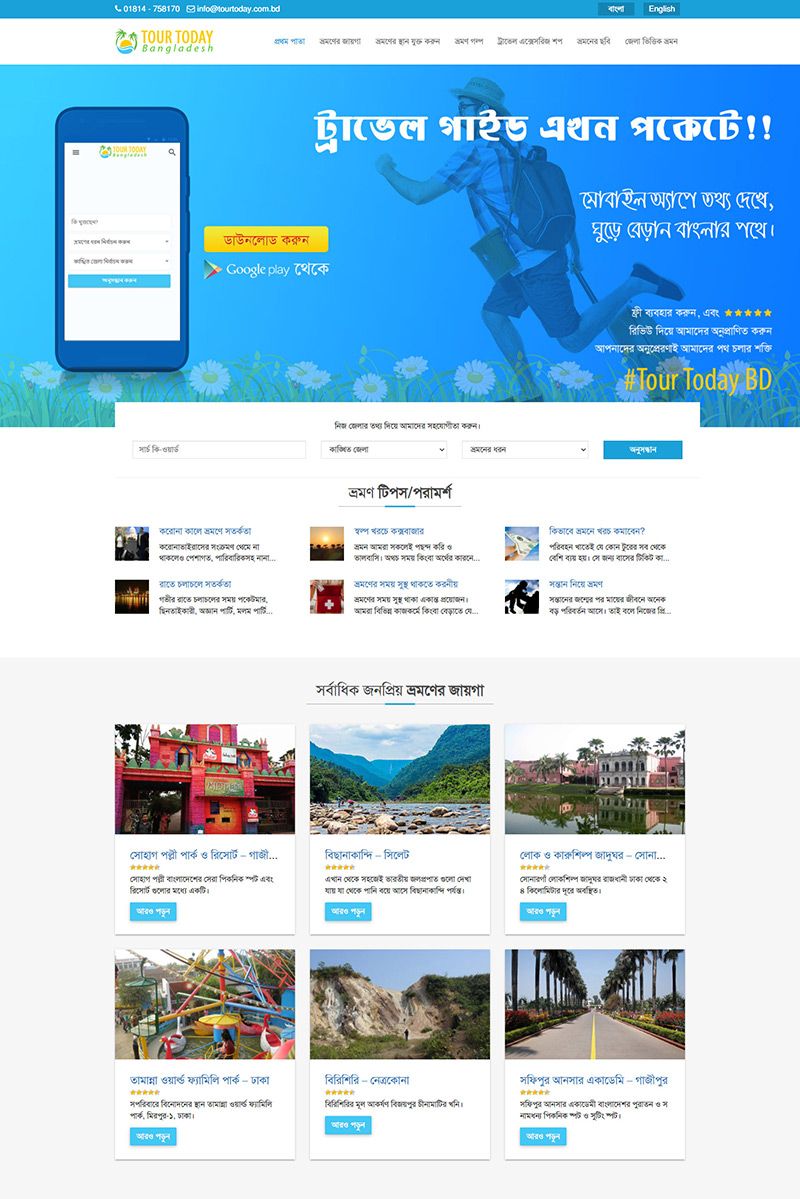 01814 - 758170 info@tourtoday.com.bd বাংলা English
TOUR TODAY
Bangladesh
প্রথম পাতা ভ্রমণের জায়গা ভ্রমণের স্থান যুক্ত করুন ভ্রমণ গল্প ট্রাভেল এক্সেসরিজ শপ ভ্রমনের ছবি জেলা ভিত্তিক ভ্রমন
ট্রাভেল গাইড এখন পকেটে!!
মোবাইল অ্যাপে তথ্য দেখে,
ঘুড়ে বেড়ান বাংলার পথে।
TOUR TODAY
Bangladesh
কি খুজছেন?
ভ্রমণের ধরন নির্বাচন করুন
কাঙ্খিত জেলা নির্বাচন করুন
অনুসন্ধান করুন
ডাউনলোড করুন
Google play থেকে
ফ্রী ব্যবহার করুন, এবং ★★★★★
রিভিউ দিয়ে আমাদের অনুপ্রাণিত করুন
আপনাদের অনুপ্রেরণাই আমাদের পথ চলার শক্তি
#Tour Today BD
নিজ জেলার তথ্য দিয়ে আমাদের সহযোগীতা করুন।
সার্চ কি-ওয়ার্ড কাঙ্খিত জেলা ভ্রমনের ধরন অনুসন্ধান
ভ্রমণ টিপস/পরামর্শ
করোনা কালে ভ্রমণে সতর্কতা
করোনাভাইরাসের সংক্রমণ থেমে না
থাকলেও পেশাগত, পারিবারিকসহ নানা...
স্বল্প খরচে কক্সবাজার
ভ্রমন আমরা সকলেই পছন্দ করি ও
ভালবাসি। অথচ সময় কিংবা অর্থের কারনে...
কিভাবে ভ্রমনে খরচ কমাবেন?
পরিবহন খাতেই যে কোন টুরের সব থেকে
বেশি ব্যয় হয়। সে জন্য বাসের টিকিট কা...
রাতে চলাচলে সতর্কতা
গভীর রাতে চলাচলের সময় পকেটমার,
ছিনতাইকারী, অজ্ঞান পার্টি, মলম পার্টি...
ভ্রমণের সময় সুস্থ থাকতে করনীয়
ভ্রমণের সময় সুস্থ থাকা একান্ত প্রয়োজন।
আমরা বিভিন্ন কাজকর্মে কিংবা বেড়াতে যে...
সন্তান নিয়ে ভ্রমণ
সন্তানের জন্মের পর মায়ের জীবনে অনেক
বড় পরিবর্তন আসে। তাই বলে নিজের প্রি...
সর্বাধিক জনপ্রিয় ভ্রমণের জায়গা
সোহাগ পল্লী পার্ক ও রিসোর্ট – গাজী...
সোহাগ পল্লী বাংলাদেশের সেরা পিকনিক স্পট এবং
রিসোর্ট গুলোর মধ্যে একটি।
আরও পড়ুন
বিছানাকান্দি – সিলেট
এখান থেকে সহজেই ভারতীয় জলপ্রপাত গুলো দেখা
যায় যা থেকে পানি বয়ে আসে বিছানাকান্দি পর্যন্ত।
আরও পড়ুন
লোক ও কারুশিল্প জাদুঘর – সোনা...
সোনারগাঁ লোকশিল্প জাদুঘর রাজধানী ঢাকা থেকে ২
৪ কিলোমিটার দূরে অবস্থিত।
আরও পড়ুন
তামান্না ওয়ার্ল্ড ফ্যামিলি পার্ক – ঢাকা
সপরিবারে বিনোদনের স্থান তামান্না ওয়ার্ল্ড ফ্যামিলি
পার্ক, মিরপুর-১, ঢাকা।
আরও পড়ুন
বিরিশিরি – নেত্রকোনা
বিরিশিরির মূল আকর্ষণ বিজয়পুর চীনামাটির খনি।
আরও পড়ুন
সফিপুর আনসার একাডেমি – গাজীপুর
সফিপুর আনসার একাডেমী বাংলাদেশের পুরাতন ও স
নামধন্য পিকনিক স্পট ও সুটিং স্পট।
আরও পড়ুন